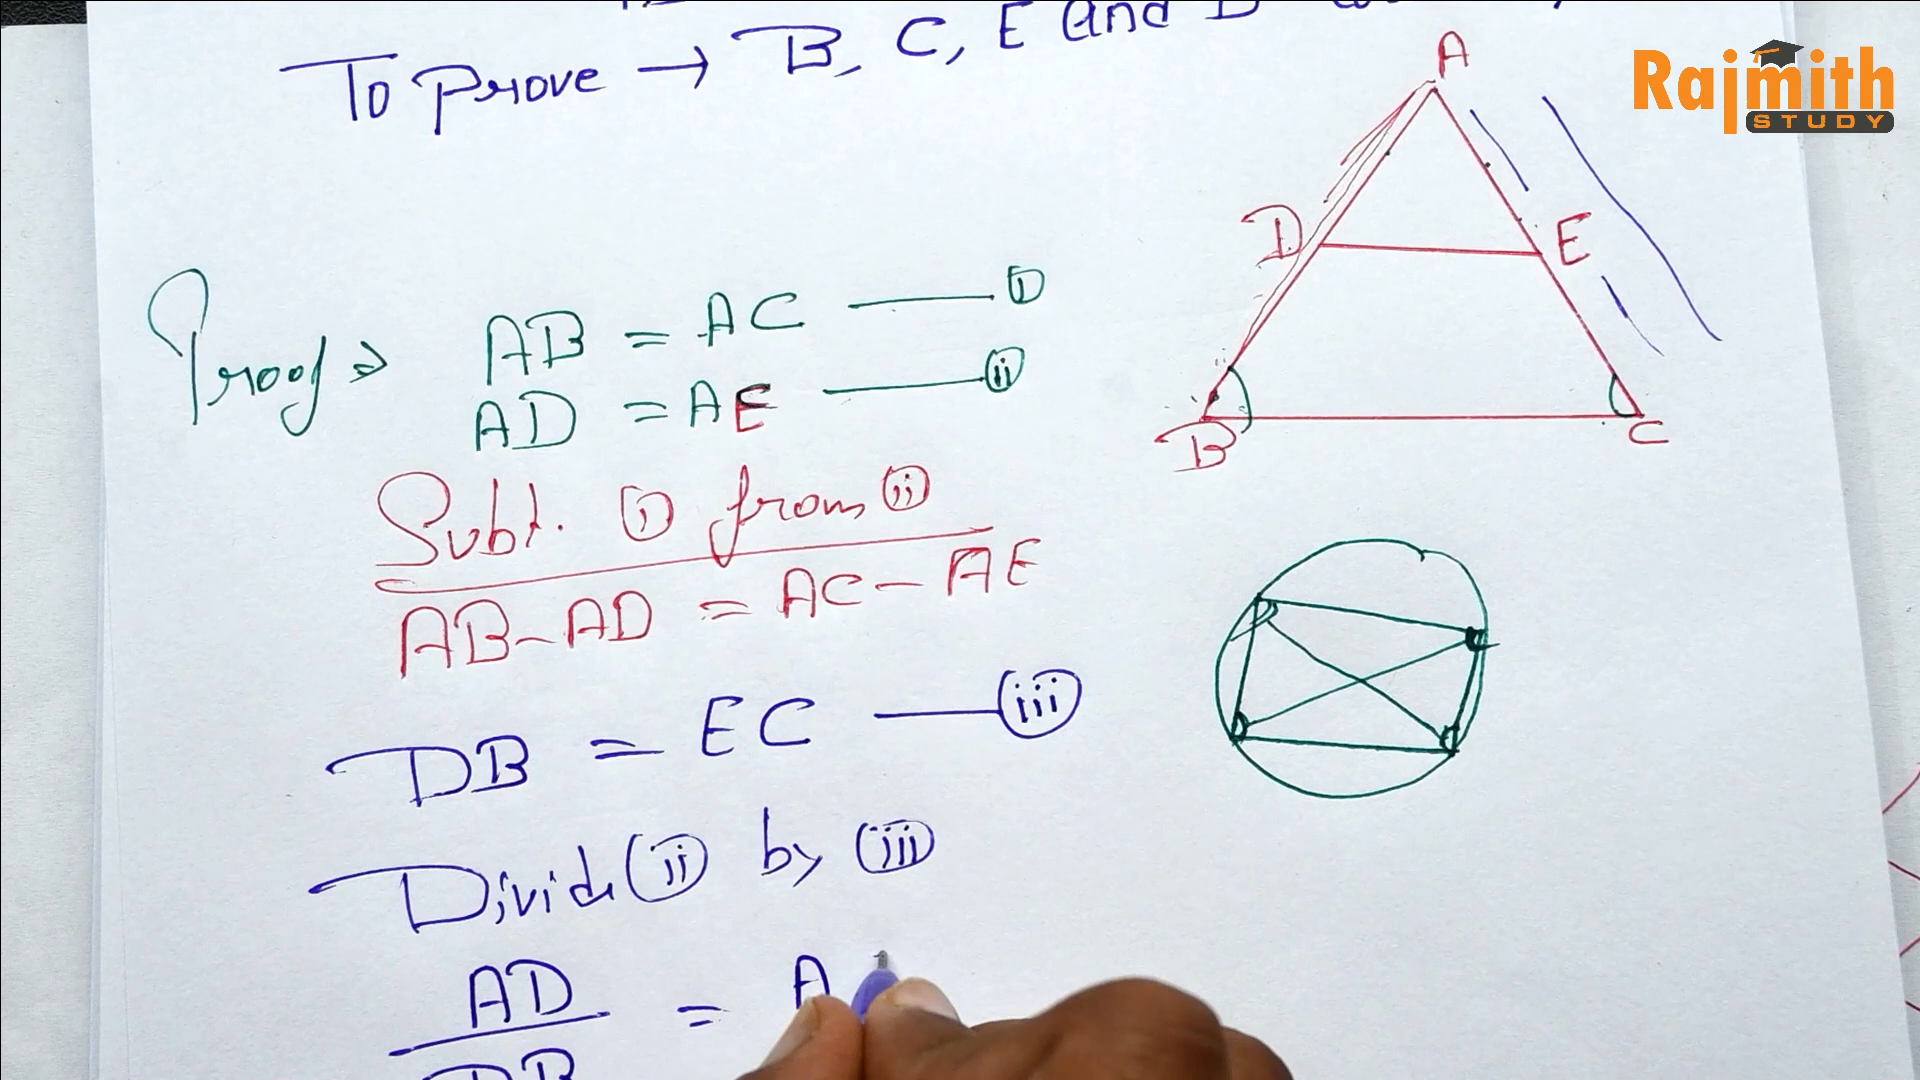 To Prove → B, C, E and D
Rajmith
STUDY
A
D
E
B
C
Proof ⇒ AB = AC — (i)
AD = AE — (ii)
Subt. (i) from (ii)
AB - AD = AC - AE
DB = EC — (iii)
Divide (ii) by (iii)
AD = A
DB